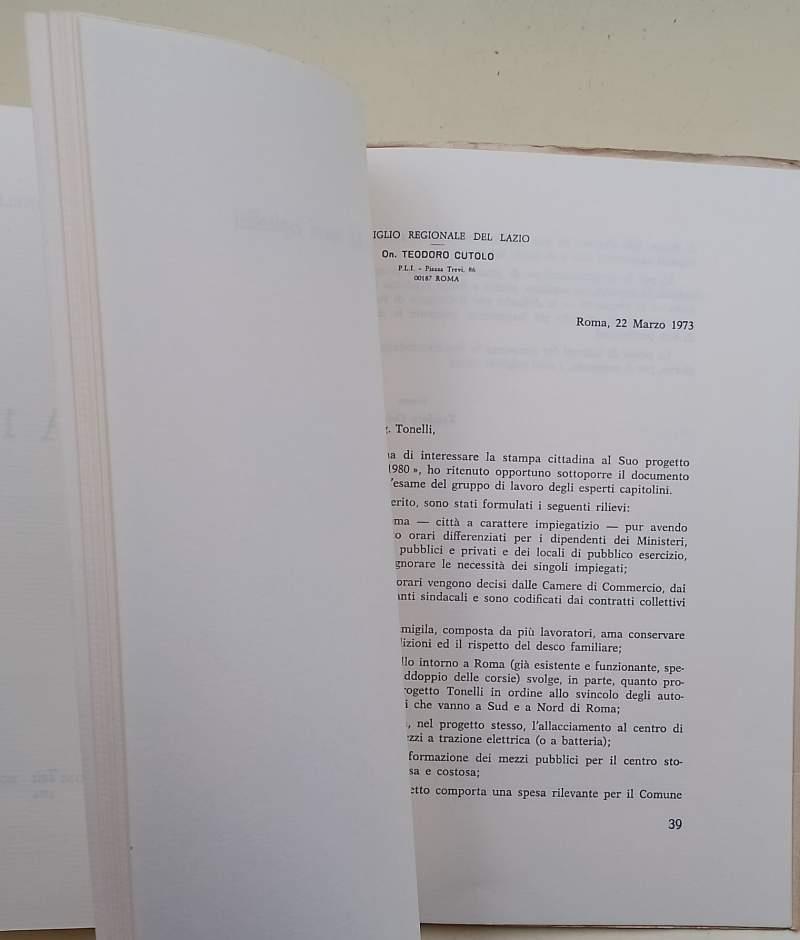 IGLIO REGIONALE DEL LAZIO
On. TEODORO CUTOLO
P.L.I. - Piazza Trevi, 86
00187 ROMA
Roma, 22 Marzo 1973
. Tonelli,
di interessare la stampa cittadina al Suo progetto
1980 », ho ritenuto opportuno sottoporre il documento
l'esame del gruppo di lavoro degli esperti capitolini.
erito, sono stati formulati i seguenti rilievi:
ma — città a carattere impiegatizio — pur avendo
o orari differenziati per i dipendenti dei Ministeri,
pubblici e privati e dei locali di pubblico esercizio,
gnorare le necessità dei singoli impiegati;
orari vengono decisi dalle Camere di Commercio, dai
anti sindacali e sono codificati dai contratti collettivi
migila, composta da più lavoratori, ama conservare
izioni ed il rispetto del desco familiare;
llo intorno a Roma (già esistente e funzionante, spe-
ddoppio delle corsie) svolge, in parte, quanto pro-
rogetto Tonelli in ordine allo svincolo degli auto-
i che vanno a Sud e a Nord di Roma;
, nel progetto stesso, l'allacciamento al centro di
zzi a trazione elettrica (o a batteria);
formazione dei mezzi pubblici per il centro sto-
sa e costosa;
etto comporta una spesa rilevante per il Comune
39